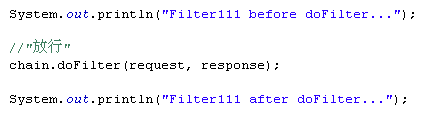 System.out.println("Filter111 before doFilter...");
//"放行"
chain.doFilter(request, response);
System.out.println("Filter111 after doFilter...");